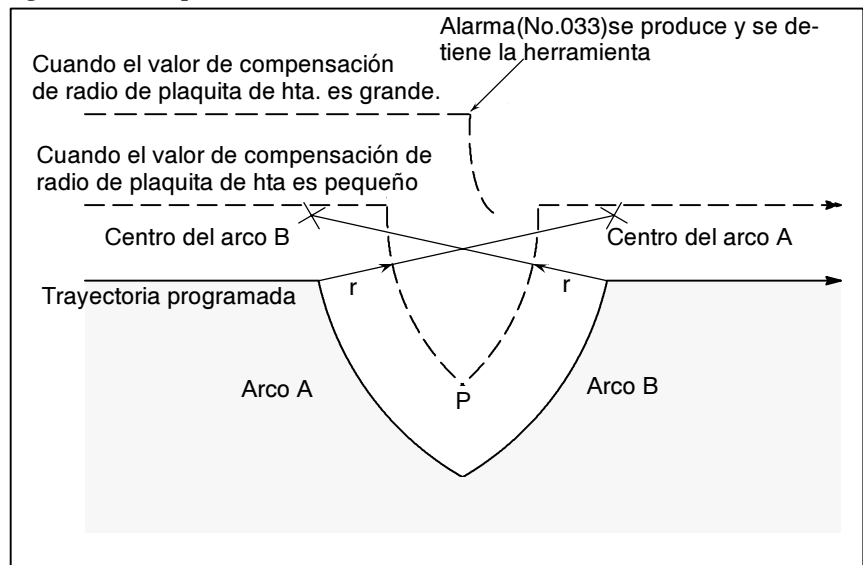 Alarma(No.033)se produce y se de-
tiene la herramienta
Cuando el valor de compensación
de radio de plaquita de hta. es grande.
Cuando el valor de compensación de
radio de plaquita de hta es pequeño
Centro del arco B
Centro del arco A
Trayectoria programada
r
r
Arco A
P
Arco B